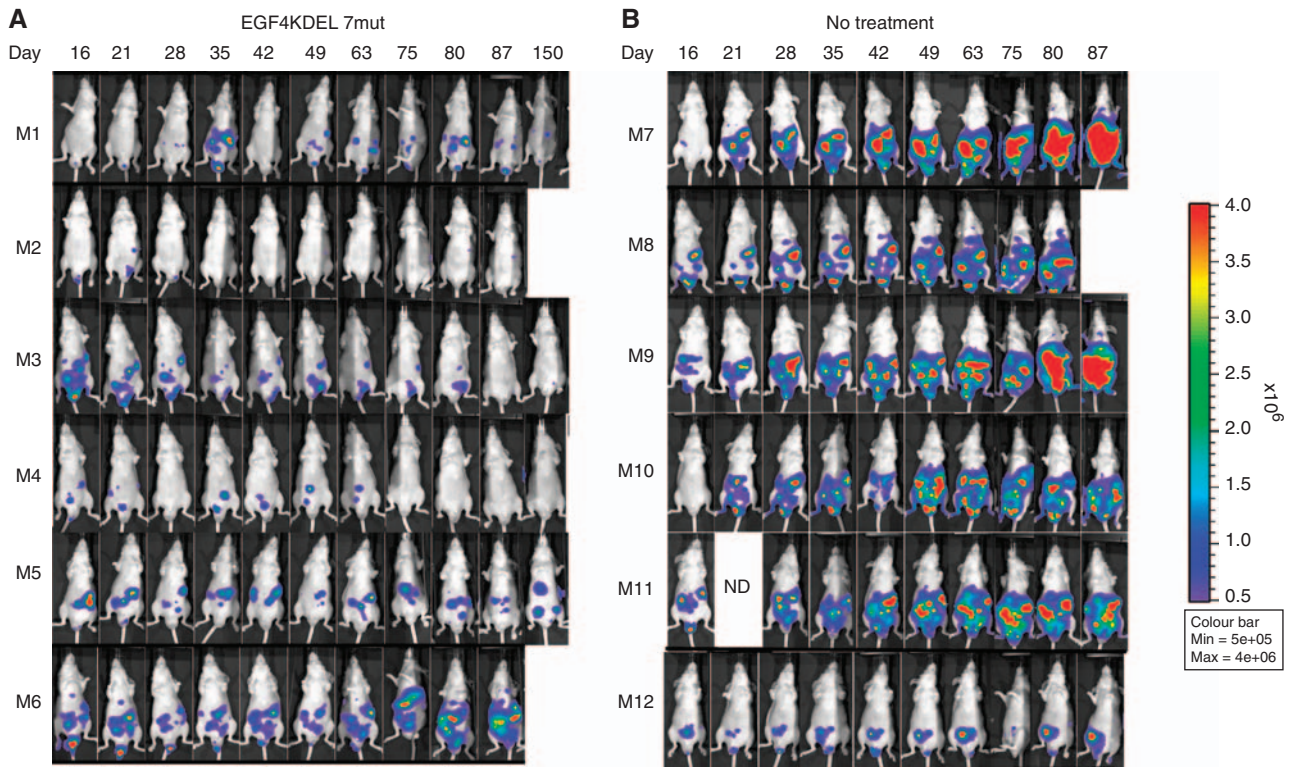 A
EGF4KDEL 7mut
Day 16 21 28 35 42 49 63 75 80 87 150
M1
M2
M3
M4
M5
M6
B
No treatment
Day 16 21 28 35 42 49 63 75 80 87
M7
M8
M9
M10
M11
ND
M12
4.0
3.0
2.5
2.0
1.5
1.0
0.5
x10⁶
Colour bar
Min = 5e+05
Max = 4e+06